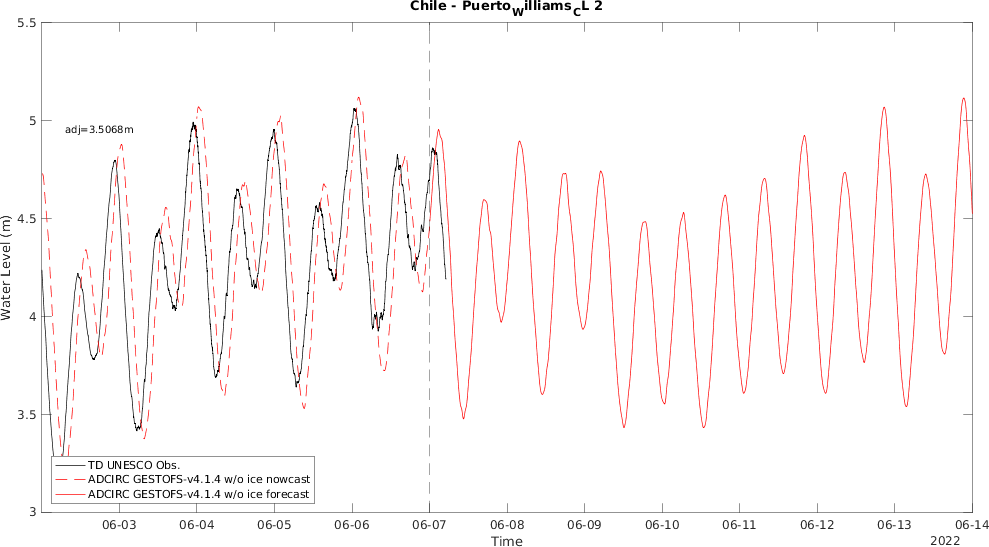 Chile - PuertoWilliamsCL 2
5.5
5
4.5
4
3.5
3
Water Level (m)
adj=3.5068m
TD UNESCO Obs.
ADCIRC GESTOFS-v4.1.4 w/o ice nowcast
ADCIRC GESTOFS-v4.1.4 w/o ice forecast
06-03 06-04 06-05 06-06 06-07 06-08 06-09 06-10 06-11 06-12 06-13 06-14
Time
2022